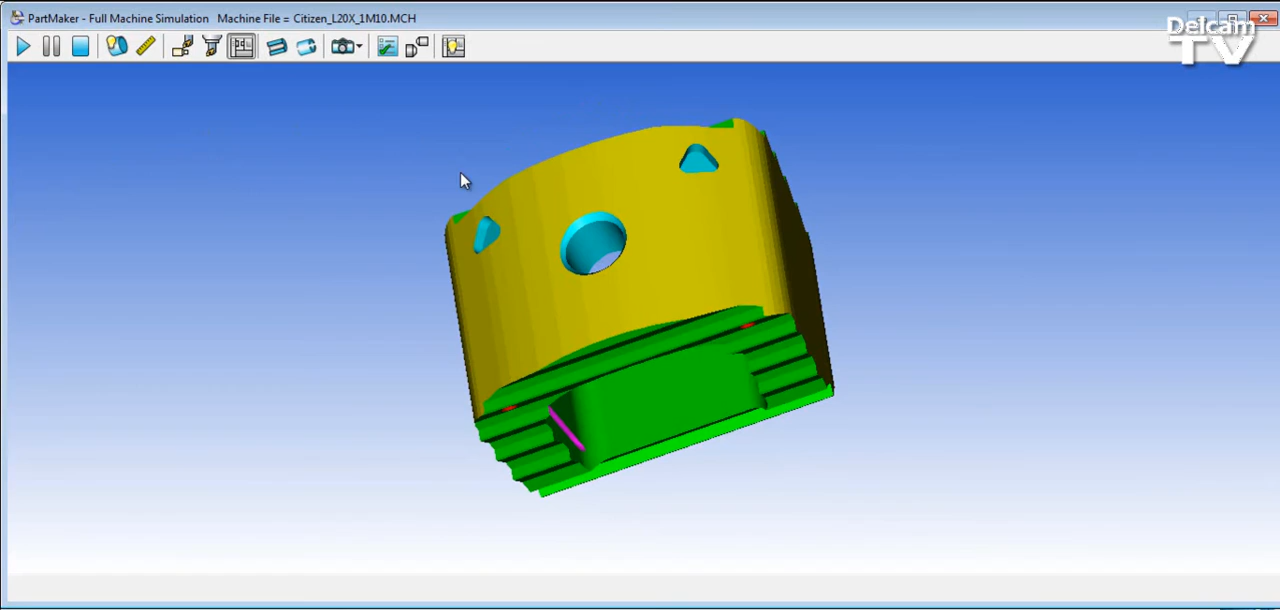 PartMaker - Full Machine Simulation   Machine File = Citizen_L20X_1M10.MCH
Delcam
TV